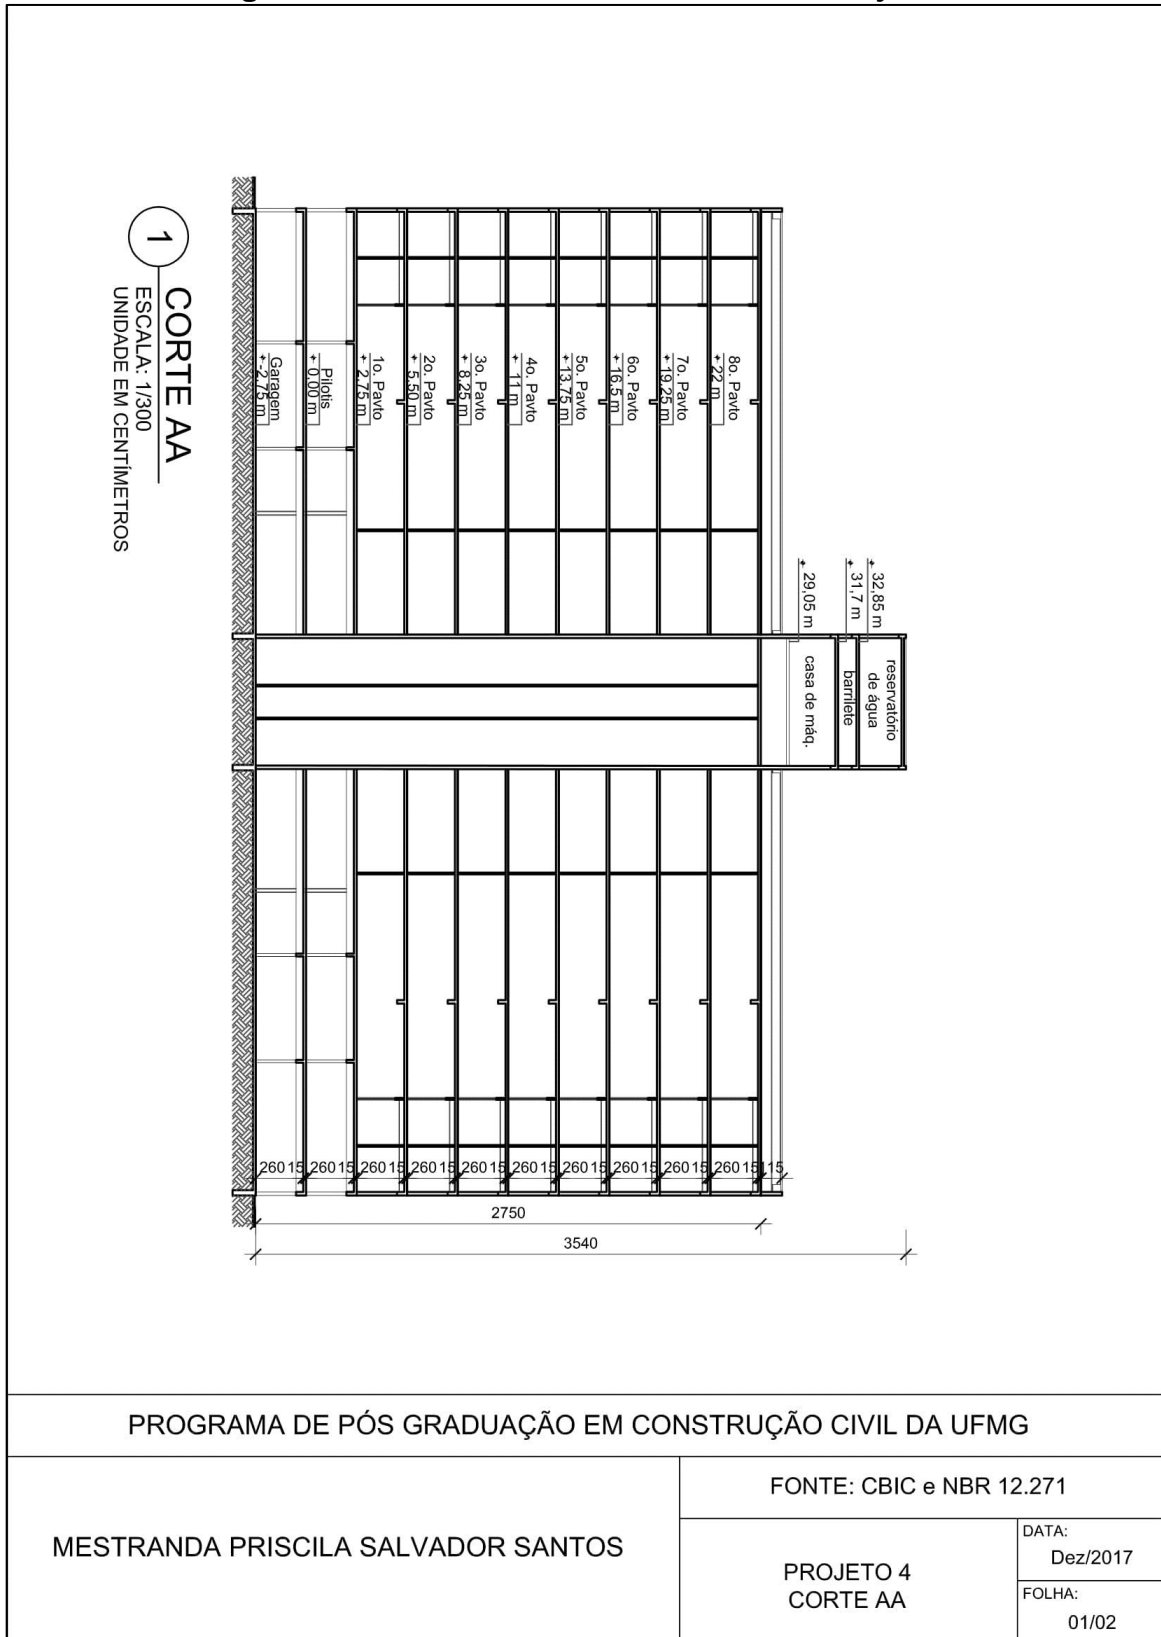 1
CORTE AA
ESCALA: 1/300
UNIDADE EM CENTÍMETROS
reservatório
de água
32,85 m
barrilete
31,7 m
casa de máq.
29,05 m
8o. Pavto
22 m
7o. Pavto
19,25 m
6o. Pavto
16,5 m
5o. Pavto
13,75 m
4o. Pavto
11 m
3o. Pavto
8,25 m
2o. Pavto
5,50 m
1o. Pavto
2,75 m
Pilotis
0,00 m
Garagem
-2,75 m
260 15 260 15 260 15 260 15 260 15 260 15 260 15 260 15 260 15 260 15 115
2750
3540
PROGRAMA DE PÓS GRADUAÇÃO EM CONSTRUÇÃO CIVIL DA UFMG
MESTRANDA PRISCILA SALVADOR SANTOS
FONTE: CBIC e NBR 12.271
PROJETO 4
CORTE AA
DATA:
Dez/2017
FOLHA:
01/02